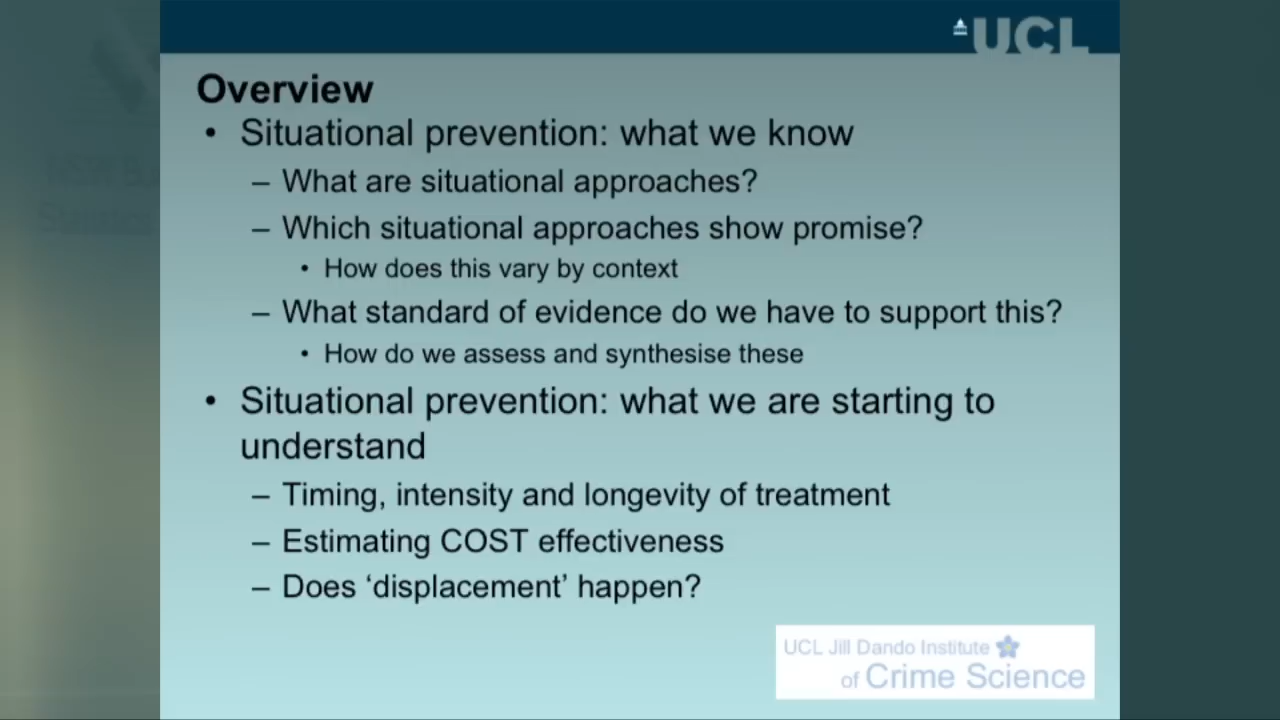 UCL
Overview
• Situational prevention: what we know
– What are situational approaches?
– Which situational approaches show promise?
• How does this vary by context
– What standard of evidence do we have to support this?
• How do we assess and synthesise these
• Situational prevention: what we are starting to
understand
– Timing, intensity and longevity of treatment
– Estimating COST effectiveness
– Does ‘displacement’ happen?
UCL Jill Dando Institute
of Crime Science